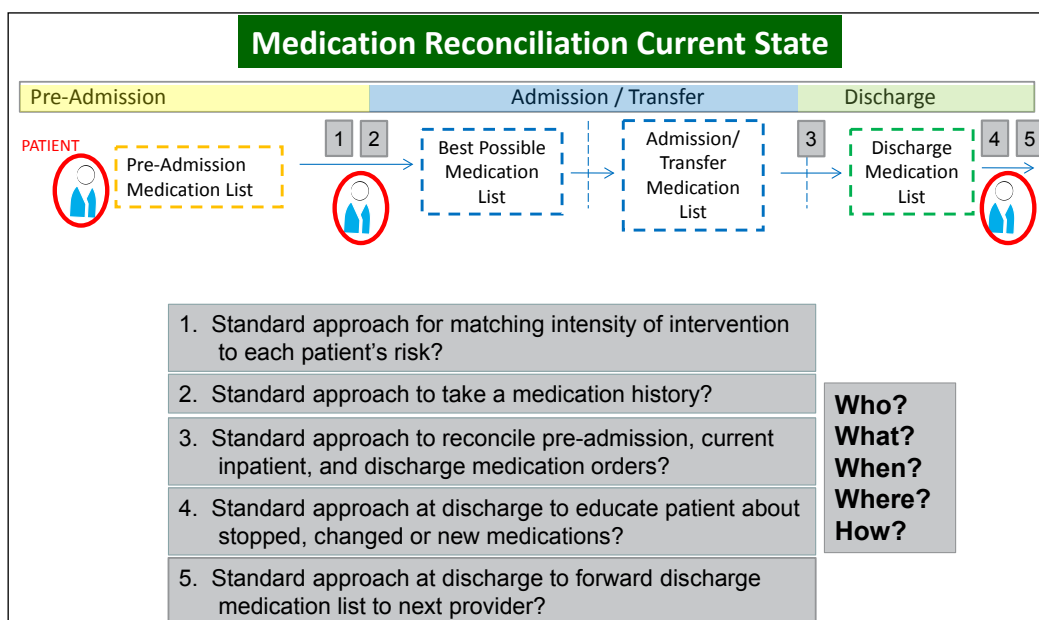 Medication Reconciliation Current State
Pre-Admission
Admission / Transfer
Discharge
PATIENT
Pre-Admission
Medication List
1
2
Best Possible
Medication
List
Admission/
Transfer
Medication
List
3
Discharge
Medication
List
4
5
1. Standard approach for matching intensity of intervention
to each patient's risk?
2. Standard approach to take a medication history?
3. Standard approach to reconcile pre-admission, current
inpatient, and discharge medication orders?
4. Standard approach at discharge to educate patient about
stopped, changed or new medications?
5. Standard approach at discharge to forward discharge
medication list to next provider?
Who?
What?
When?
Where?
How?